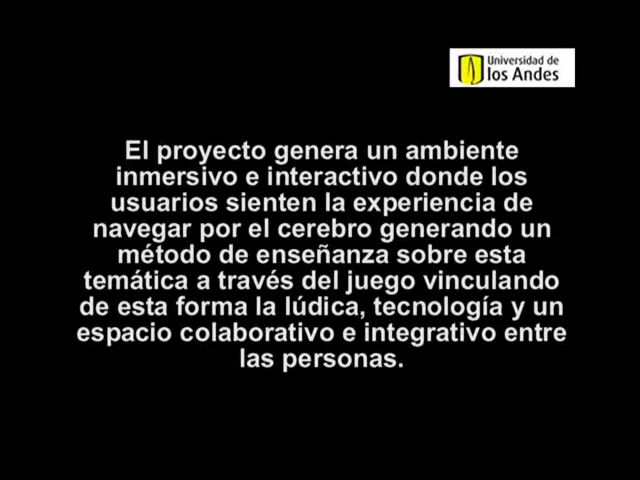 Universidad de
los Andes
El proyecto genera un ambiente
inmersivo e interactivo donde los
usuarios sienten la experiencia de
navegar por el cerebro generando un
método de enseñanza sobre esta
temática a través del juego vinculando
de esta forma la lúdica, tecnología y un
espacio colaborativo e integrativo entre
las personas.